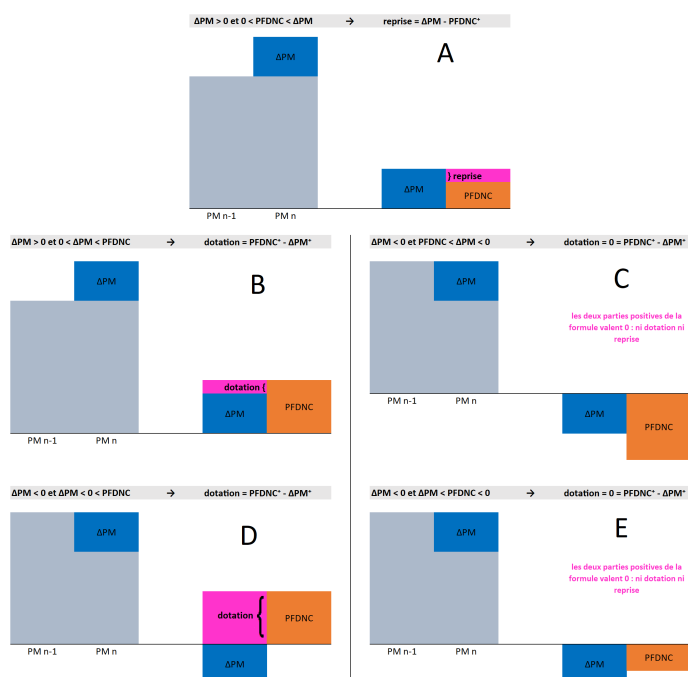 ΔPM > 0 et 0 < PFDNC < ΔPM → reprise = ΔPM - PFDNC⁺
A
ΔPM
ΔPM
} reprise
PFDNC
PM n-1 PM n
ΔPM > 0 et 0 < ΔPM < PFDNC → dotation = PFDNC⁺ - ΔPM⁺
B
ΔPM
dotation {
ΔPM
PFDNC
PM n-1 PM n
ΔPM < 0 et PFDNC < ΔPM < 0 → dotation = 0 = PFDNC⁺ - ΔPM⁺
C
ΔPM
les deux parties positives de la
formule valent 0 : ni dotation ni
reprise
PM n-1 PM n
ΔPM
PFDNC
ΔPM < 0 et ΔPM < 0 < PFDNC → dotation = PFDNC⁺ - ΔPM⁺
D
ΔPM
dotation {
PFDNC
PM n-1 PM n
ΔPM
ΔPM < 0 et ΔPM < PFDNC < 0 → dotation = 0 = PFDNC⁺ - ΔPM⁺
E
ΔPM
les deux parties positives de la
formule valent 0 : ni dotation ni
reprise
PM n-1 PM n
ΔPM
PFDNC